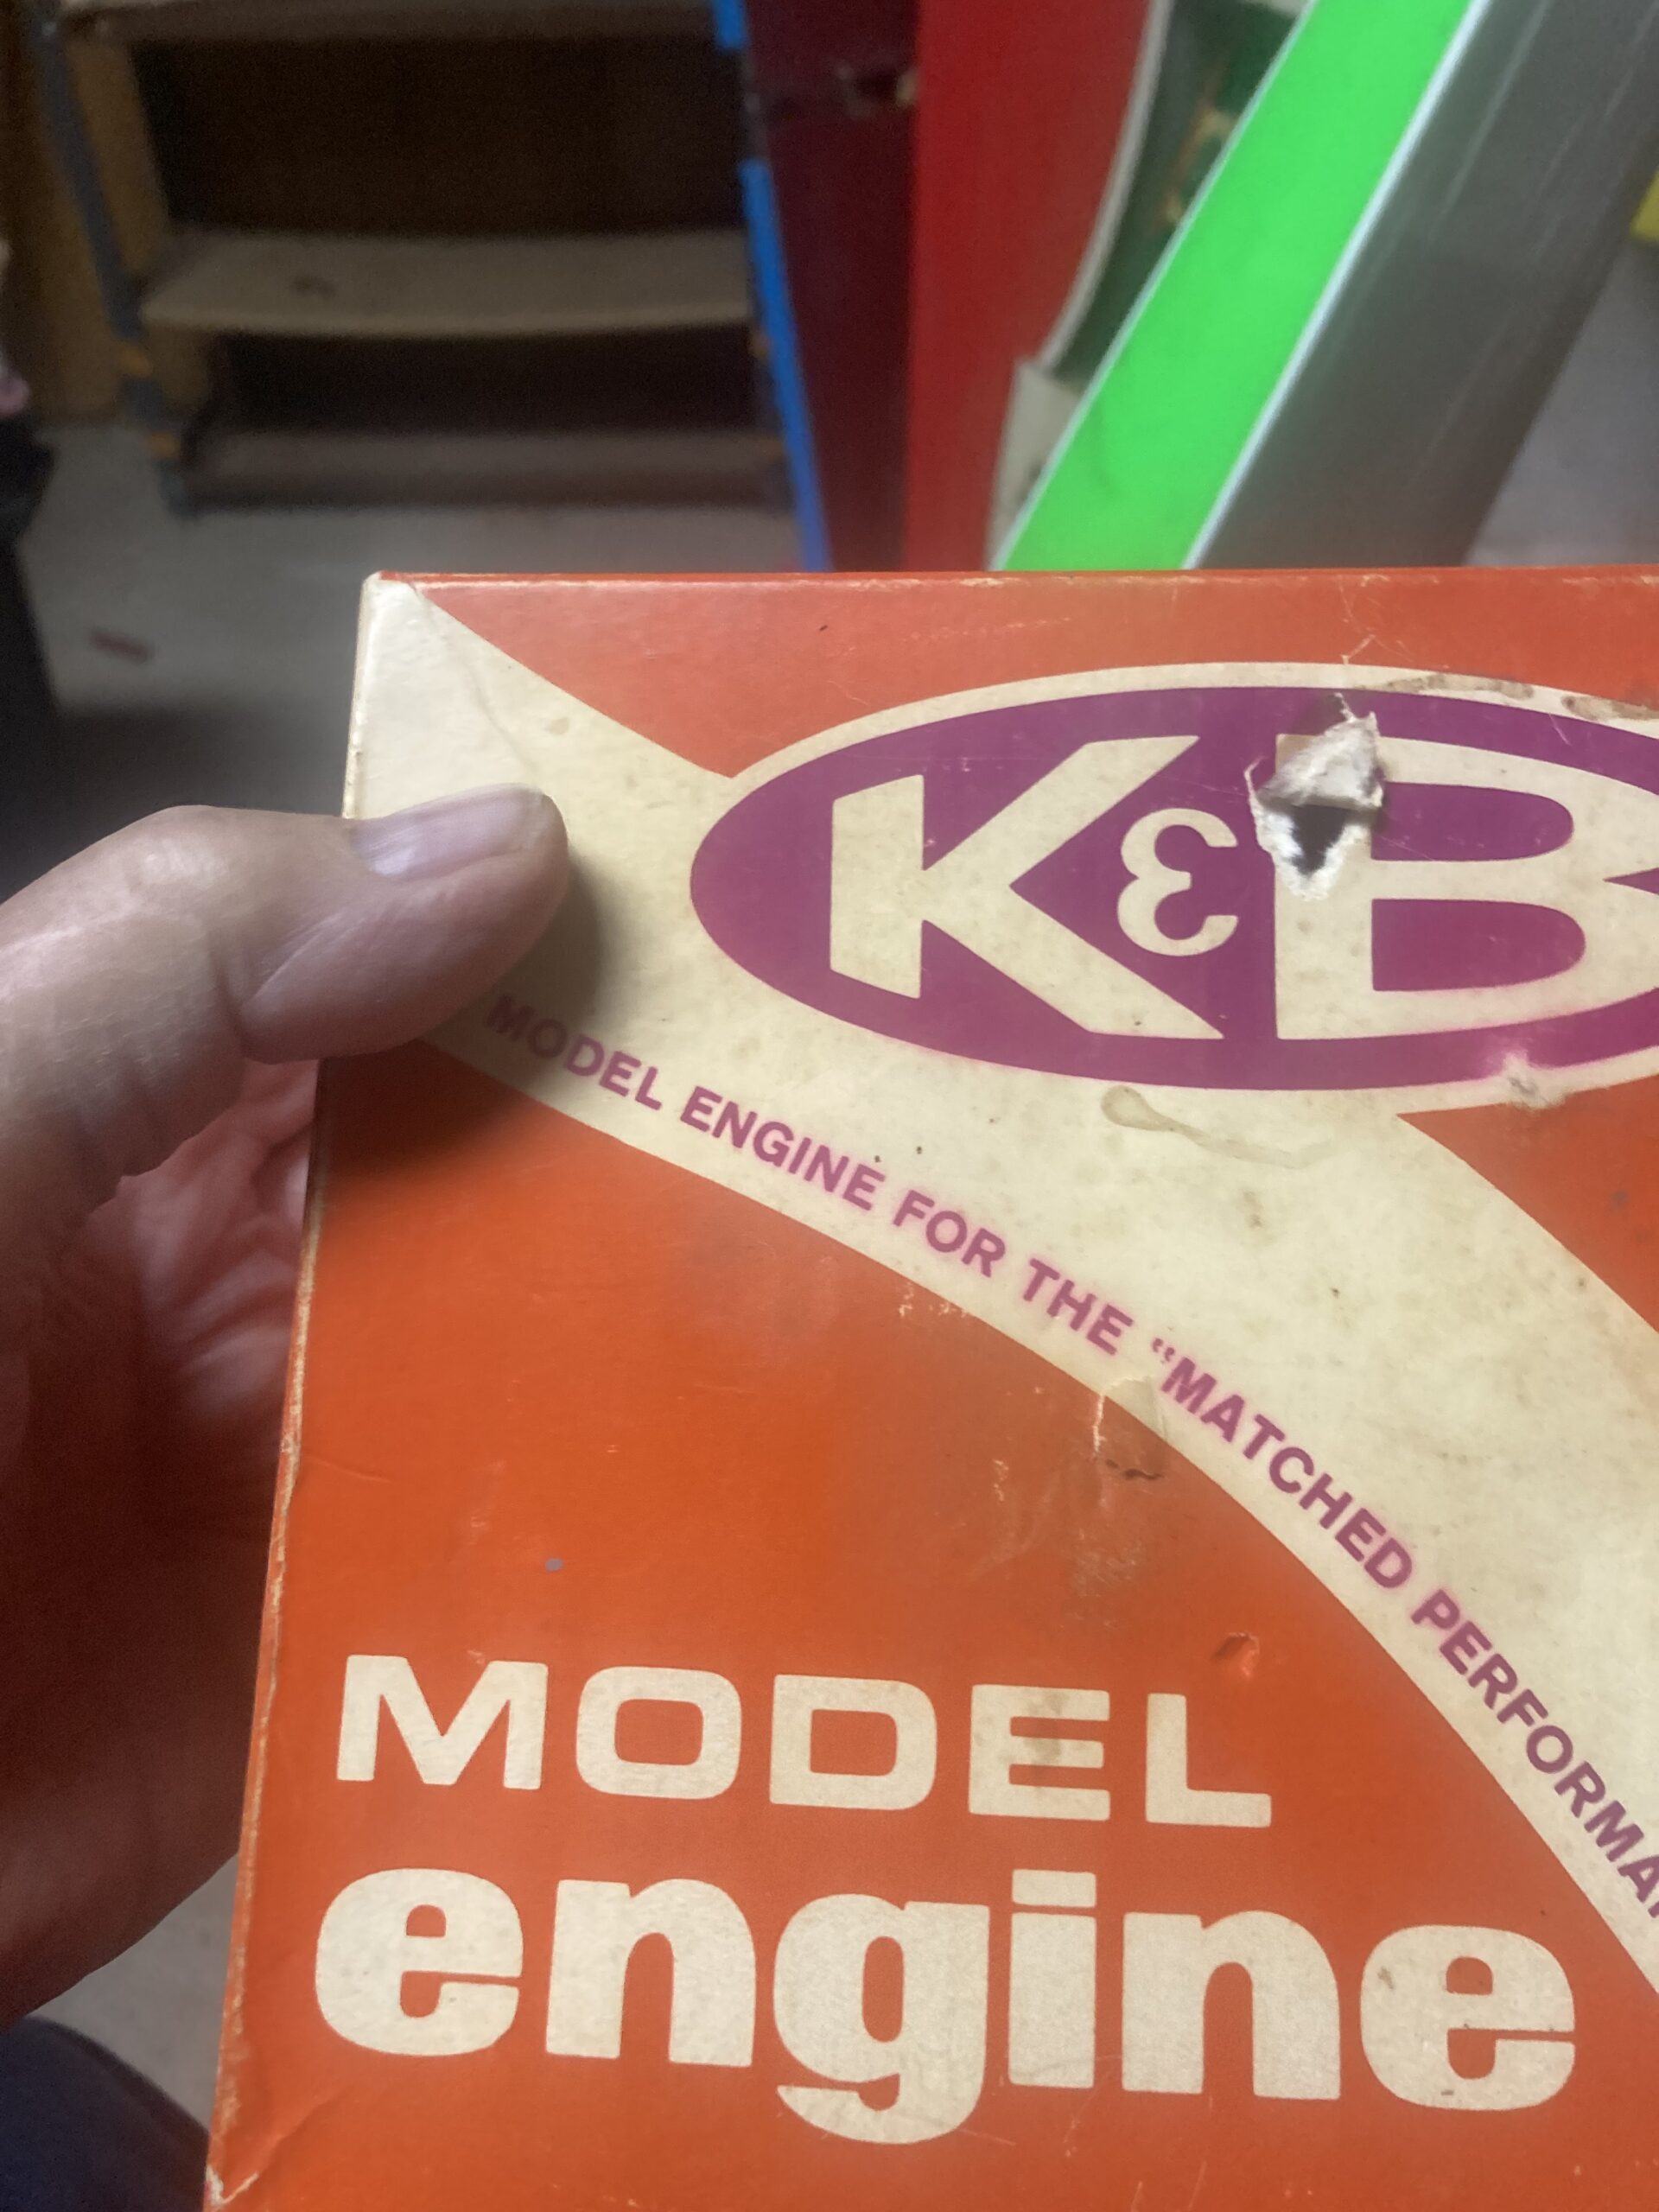 K&B
MODEL ENGINE FOR THE "MATCHED PERFORMA
MODEL
engine